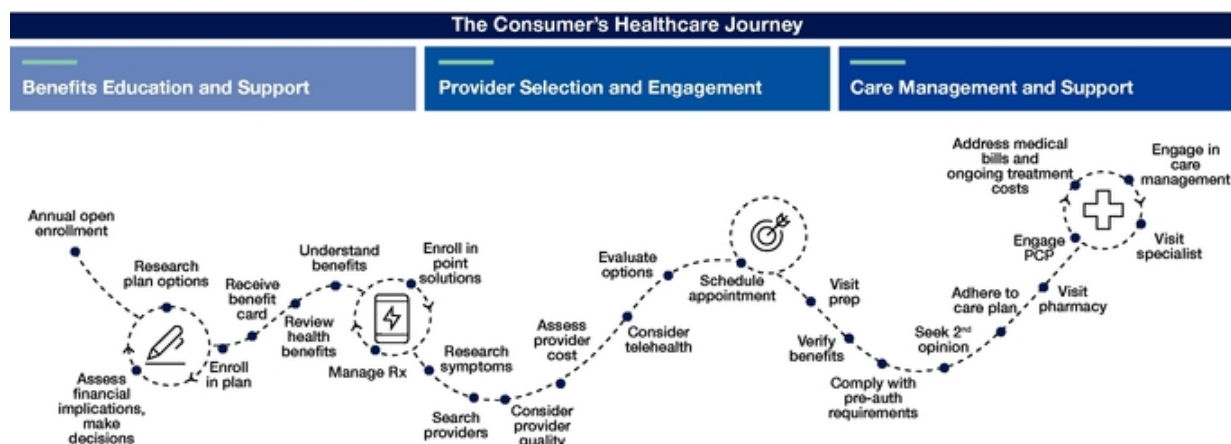 The Consumer's Healthcare Journey
Benefits Education and Support
Provider Selection and Engagement
Care Management and Support
Annual open
enrollment
Research
plan options
Assess
financial
implications,
make
decisions
Enroll
in plan
Receive
benefit
card
Review
health
benefits
Understand
benefits
Enroll in
point
solutions
Manage Rx
Research
symptoms
Search
providers
Consider
provider
quality
Assess
provider
cost
Consider
telehealth
Evaluate
options
Schedule
appointment
Visit
prep
Verify
benefits
Comply with
pre-auth
requirements
Seek 2nd
opinion
Adhere to
care plan
Visit
pharmacy
Engage
PCP
Address medical
bills and
ongoing treatment
costs
Engage in
care
management
Visit
specialist